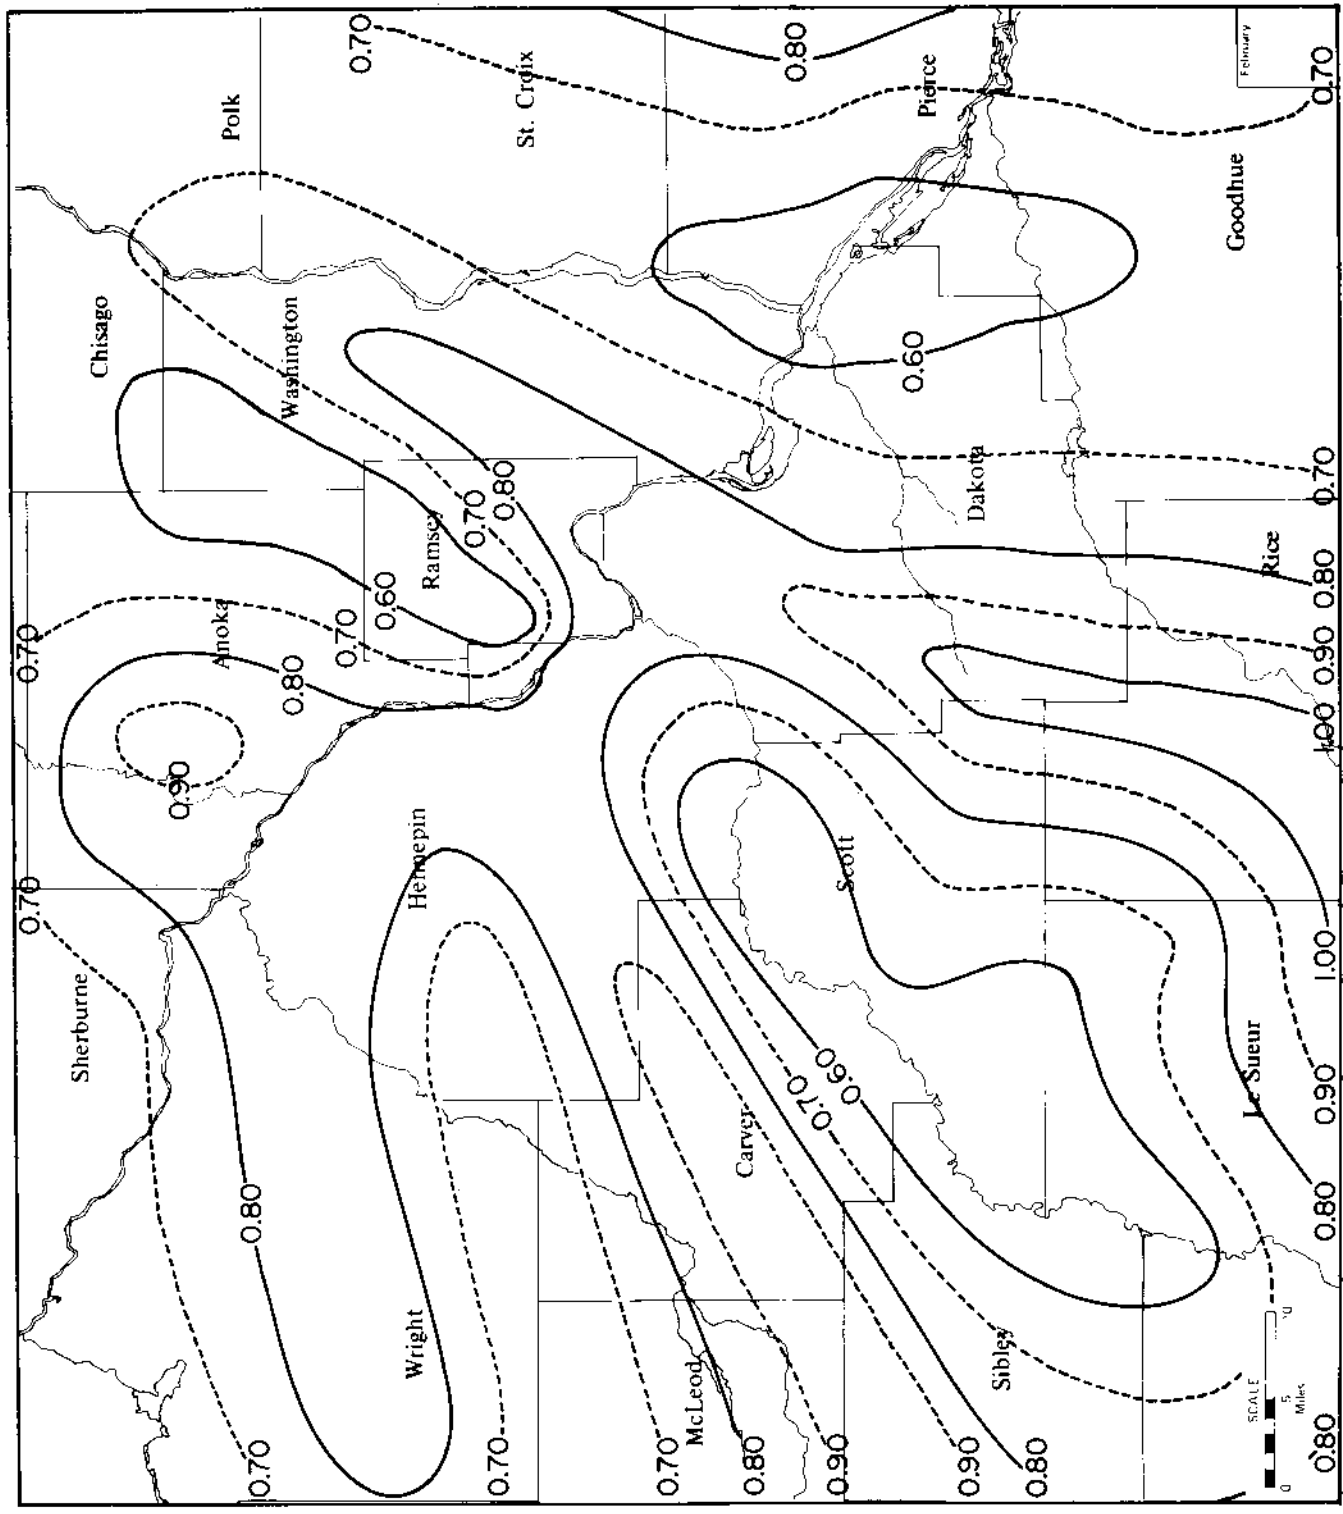 Sherburne
Anoka
Chisago
Polk
Wright
Hennepin
Ramsey
Washington
St. Croix
McLeod
Carver
Scott
Dakota
Pierce
Sibley
Le Sueur
Rice
Goodhue
0.70
0.70
0.90
0.80
0.70
0.60
0.70
0.80
0.70
0.80
0.80
0.60
0.70
0.70
0.70
0.80
0.90
0.90
0.80
0.70
0.60
0.80
0.80
0.90
1.00
1.00
0.90
0.80
0.70
0.70
SCALE
0
5
10
Miles
February